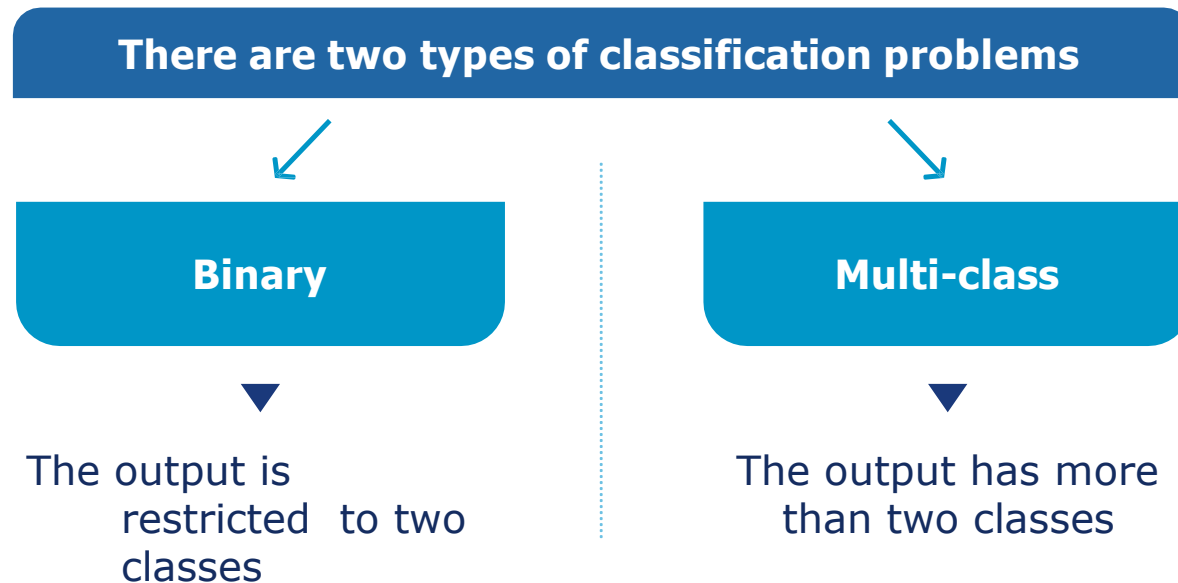 There are two types of classification problems
Binary
The output is
restricted to two
classes
Multi-class
The output has more
than two classes